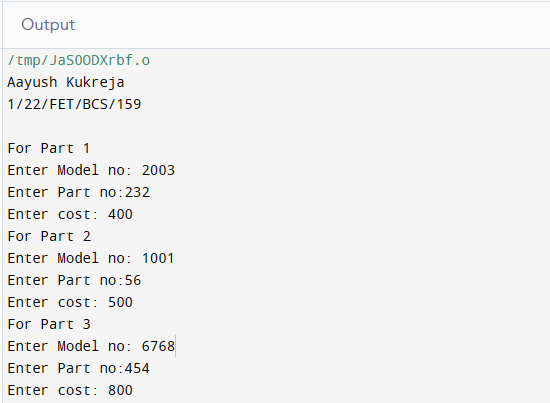 Output
/tmp/JaSOODXrbf.o
Aayush Kukreja
1/22/FET/BCS/159
For Part 1
Enter Model no: 2003
Enter Part no:232
Enter cost: 400
For Part 2
Enter Model no: 1001
Enter Part no:56
Enter cost: 500
For Part 3
Enter Model no: 6768
Enter Part no:454
Enter cost: 800